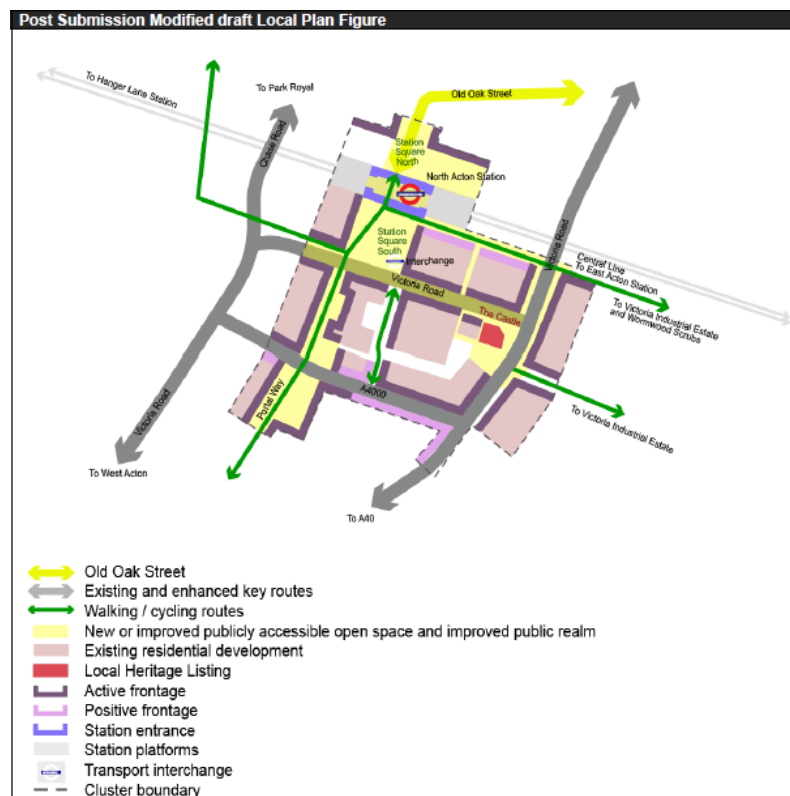 Post Submission Modified draft Local Plan Figure
To Hanger Lane Station
To Park Royal
Old Oak Street
Chase Road
Station
Square
North
North Acton Station
Victoria Road
Station
Square
South
Interchange
Central Line
To East Acton Station
Victoria Road
The Castle
To Victoria Industrial Estate
and Wormwood Scrubs
A4000
Portal Way
Victoria Road
To Victoria Industrial Estate
To West Acton
To A40
Old Oak Street
Existing and enhanced key routes
Walking / cycling routes
New or improved publicly accessible open space and improved public realm
Existing residential development
Local Heritage Listing
Active frontage
Positive frontage
Station entrance
Station platforms
Transport interchange
Cluster boundary